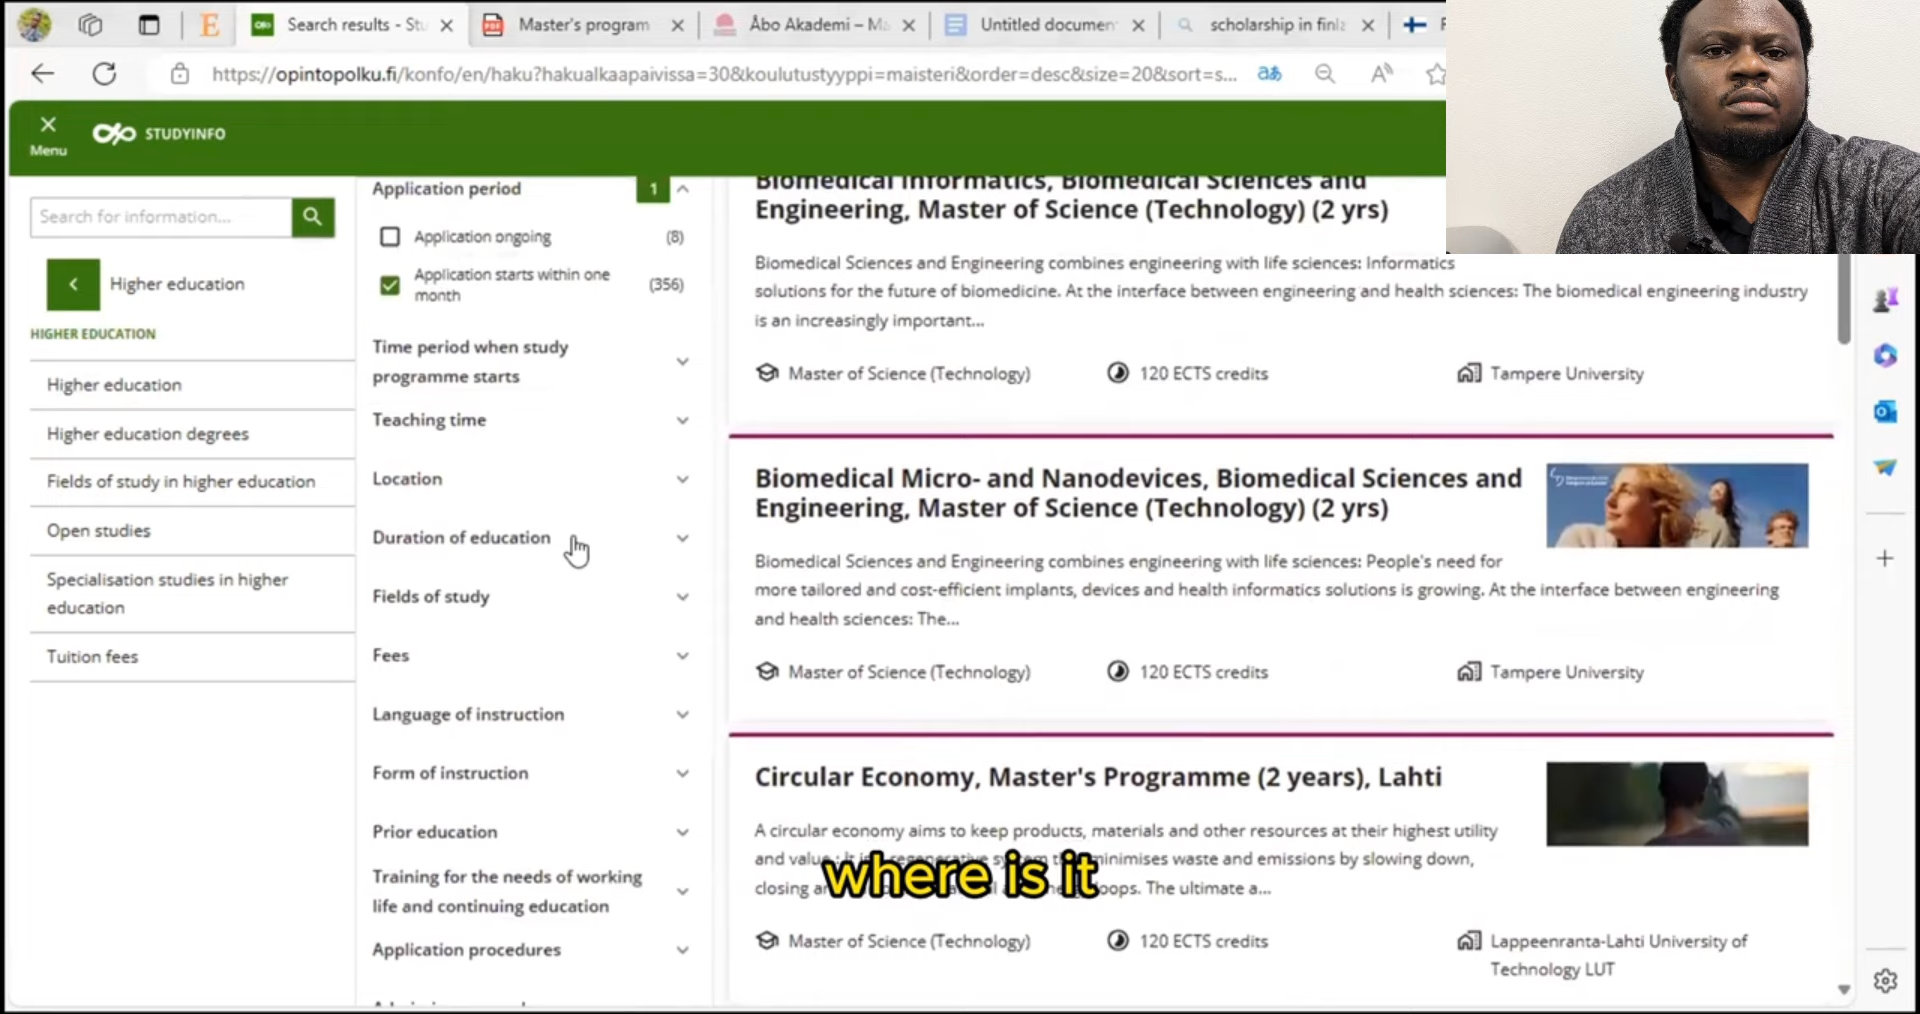 Search results - Stu
Master's program
Åbo Akademi – Ma
Untitled documen
scholarship in finla
https://opintopolku.fi/konfo/en/haku?hakualkaapaivissa=30&koulutustyyppi=maisteri&order=desc&size=20&sort=s...
Menu
STUDYINFO
Search for information...
Higher education
HIGHER EDUCATION
Higher education
Higher education degrees
Fields of study in higher education
Open studies
Specialisation studies in higher
education
Tuition fees
Application period
1
Application ongoing
(8)
Application starts within one
month
(356)
Time period when study
programme starts
Teaching time
Location
Duration of education
Fields of study
Fees
Language of instruction
Form of instruction
Prior education
Training for the needs of working
life and continuing education
Application procedures
Biomedical Informatics, Biomedical Sciences and
Engineering, Master of Science (Technology) (2 yrs)
Biomedical Sciences and Engineering combines engineering with life sciences: Informatics
solutions for the future of biomedicine. At the interface between engineering and health sciences: The biomedical engineering industry
is an increasingly important...
Master of Science (Technology)
120 ECTS credits
Tampere University
Biomedical Micro- and Nanodevices, Biomedical Sciences and
Engineering, Master of Science (Technology) (2 yrs)
Biomedical Sciences and Engineering combines engineering with life sciences: People's need for
more tailored and cost-efficient implants, devices and health informatics solutions is growing. At the interface between engineering
and health sciences: The...
Master of Science (Technology)
120 ECTS credits
Tampere University
Circular Economy, Master's Programme (2 years), Lahti
A circular economy aims to keep products, materials and other resources at their highest utility
and value minimises waste and emissions by slowing down,
closing loops. The ultimate a...
where is it
Master of Science (Technology)
120 ECTS credits
Lappeenranta-Lahti University of
Technology LUT